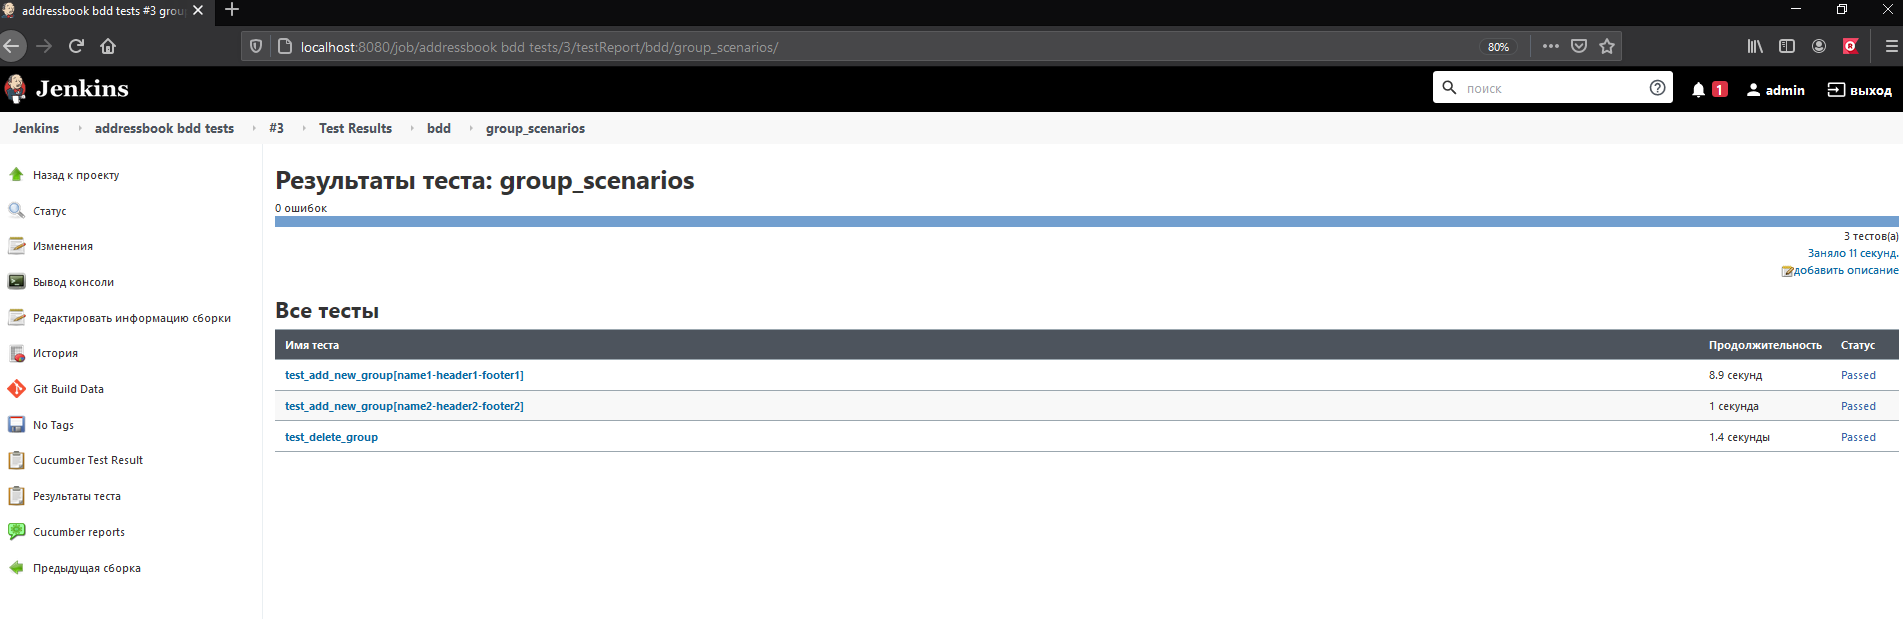 addressbook bdd tests #3 grou
localhost:8080/job/addressbook bdd tests/3/testReport/bdd/group_scenarios/
80%
Jenkins
поиск
1
admin
выход
Jenkins
addressbook bdd tests
#3
Test Results
bdd
group_scenarios
Назад к проекту
Статус
Изменения
Вывод консоли
Редактировать информацию сборки
История
Git Build Data
No Tags
Cucumber Test Result
Результаты теста
Cucumber reports
Предыдущая сборка
Результаты теста: group_scenarios
0 ошибок
3 тестов(а)
Заняло 11 секунд.
добавить описание
Все тесты
Имя теста Продолжительность Статус
test_add_new_group[name1-header1-footer1] 8.9 секунд Passed
test_add_new_group[name2-header2-footer2] 1 секунда Passed
test_delete_group 1.4 секунды Passed